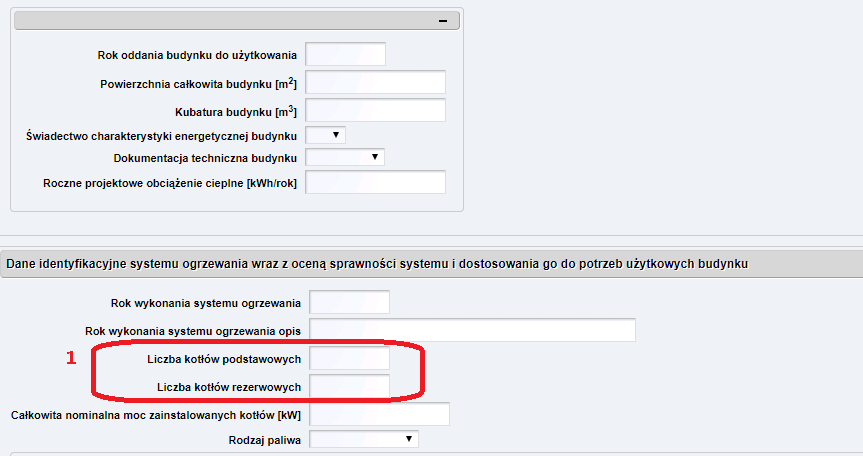 Rok oddania budynku do użytkowania
Powierzchnia całkowita budynku [m²]
Kubatura budynku [m³]
Świadectwo charakterystyki energetycznej budynku
Dokumentacja techniczna budynku
Roczne projektowe obciążenie cieplne [kWh/rok]
Dane identyfikacyjne systemu ogrzewania wraz z oceną sprawności systemu i dostosowania go do potrzeb użytkowych budynku
Rok wykonania systemu ogrzewania
Rok wykonania systemu ogrzewania opis
1 Liczba kotłów podstawowych
Liczba kotłów rezerwowych
Całkowita nominalna moc zainstalowanych kotłów [kW]
Rodzaj paliwa